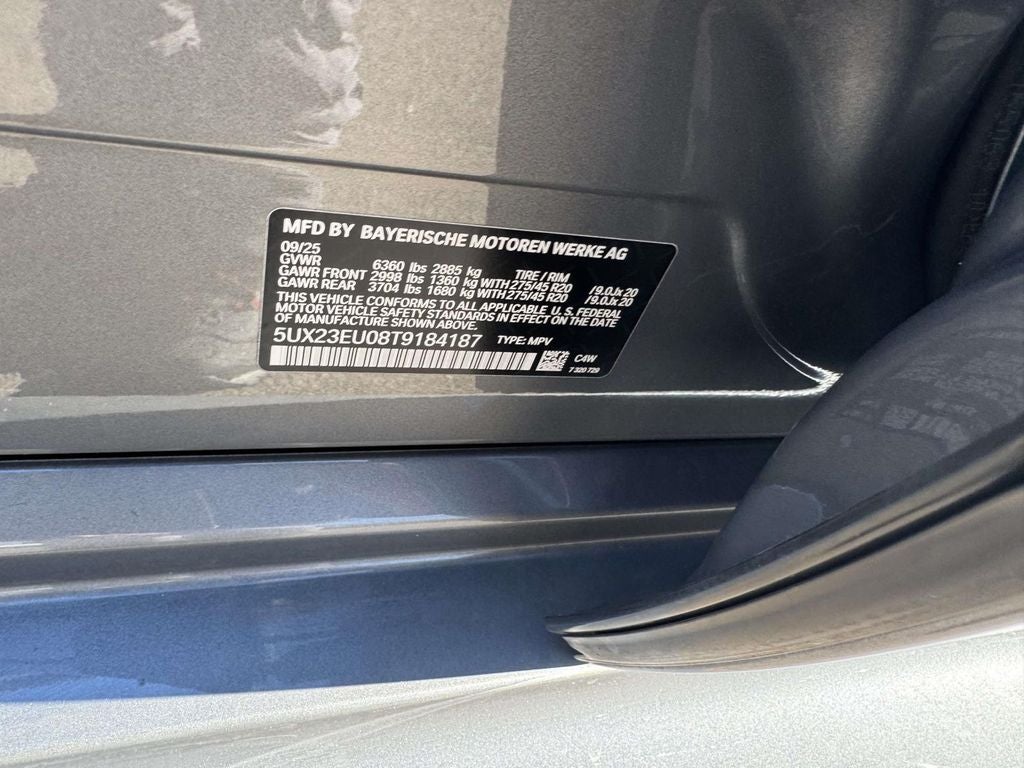 MFD BY BAYERISCHE MOTOREN WERKE AG
09/25
GVWR 6360 lbs 2885 kg TIRE / RIM
GAWR FRONT 2998 lbs 1360 kg WITH 275/45 R20 /9.0Jx20
GAWR REAR 3704 lbs 1680 kg WITH 275/45 R20 /9.0Jx20
THIS VEHICLE CONFORMS TO ALL APPLICABLE U.S. FEDERAL
MOTOR VEHICLE SAFETY STANDARDS IN EFFECT ON THE DATE
OF MANUFACTURE SHOWN ABOVE.
5UX23EU08T9184187 TYPE: MPV
C4W
7 320 729